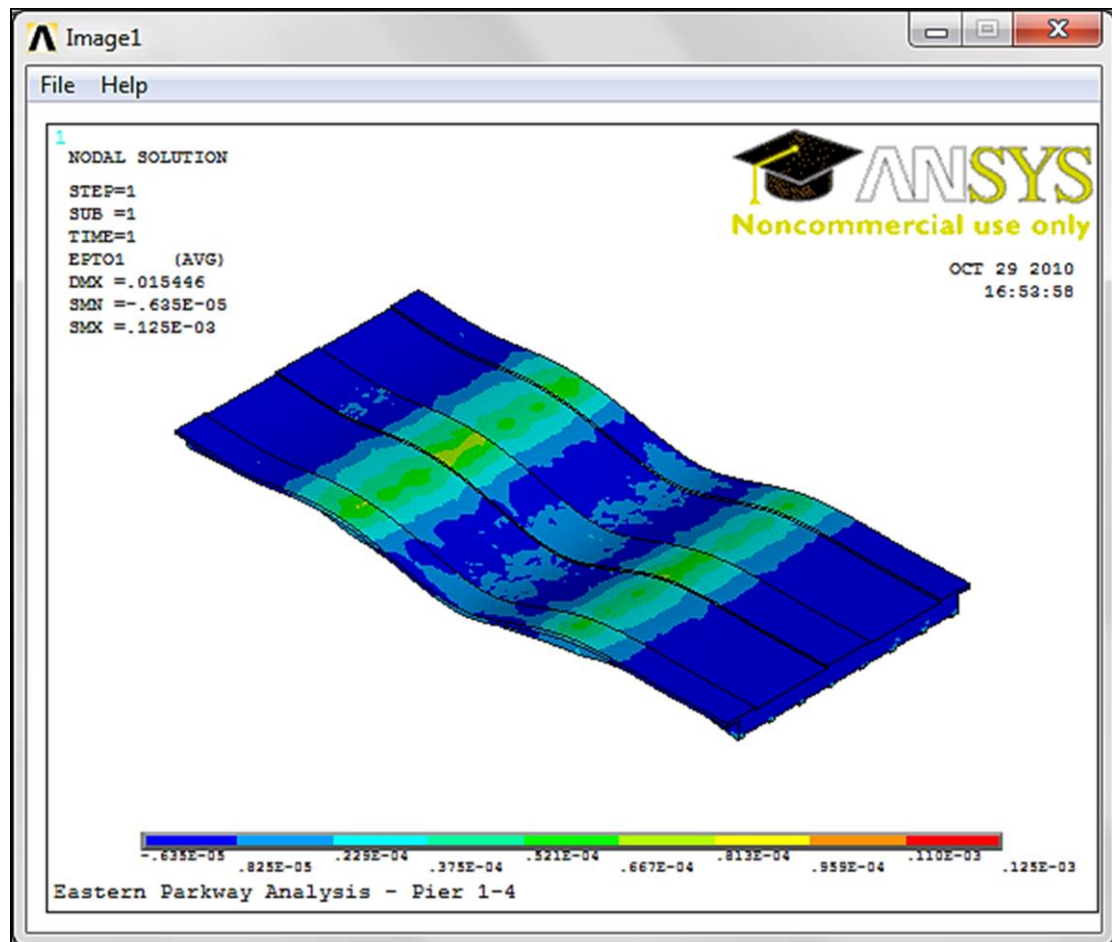 Image1
File Help
1
NODAL SOLUTION
STEP=1
SUB =1
TIME=1
EPTO1 (AVG)
DMX =.015446
SMN =-.635E-05
SMX =.125E-03
ANSYS
Noncommercial use only
OCT 29 2010
16:53:58
-.635E-05 .229E-04 .521E-04 .813E-04 .110E-03
.825E-05 .375E-04 .667E-04 .959E-04 .125E-03
Eastern Parkway Analysis - Pier 1-4